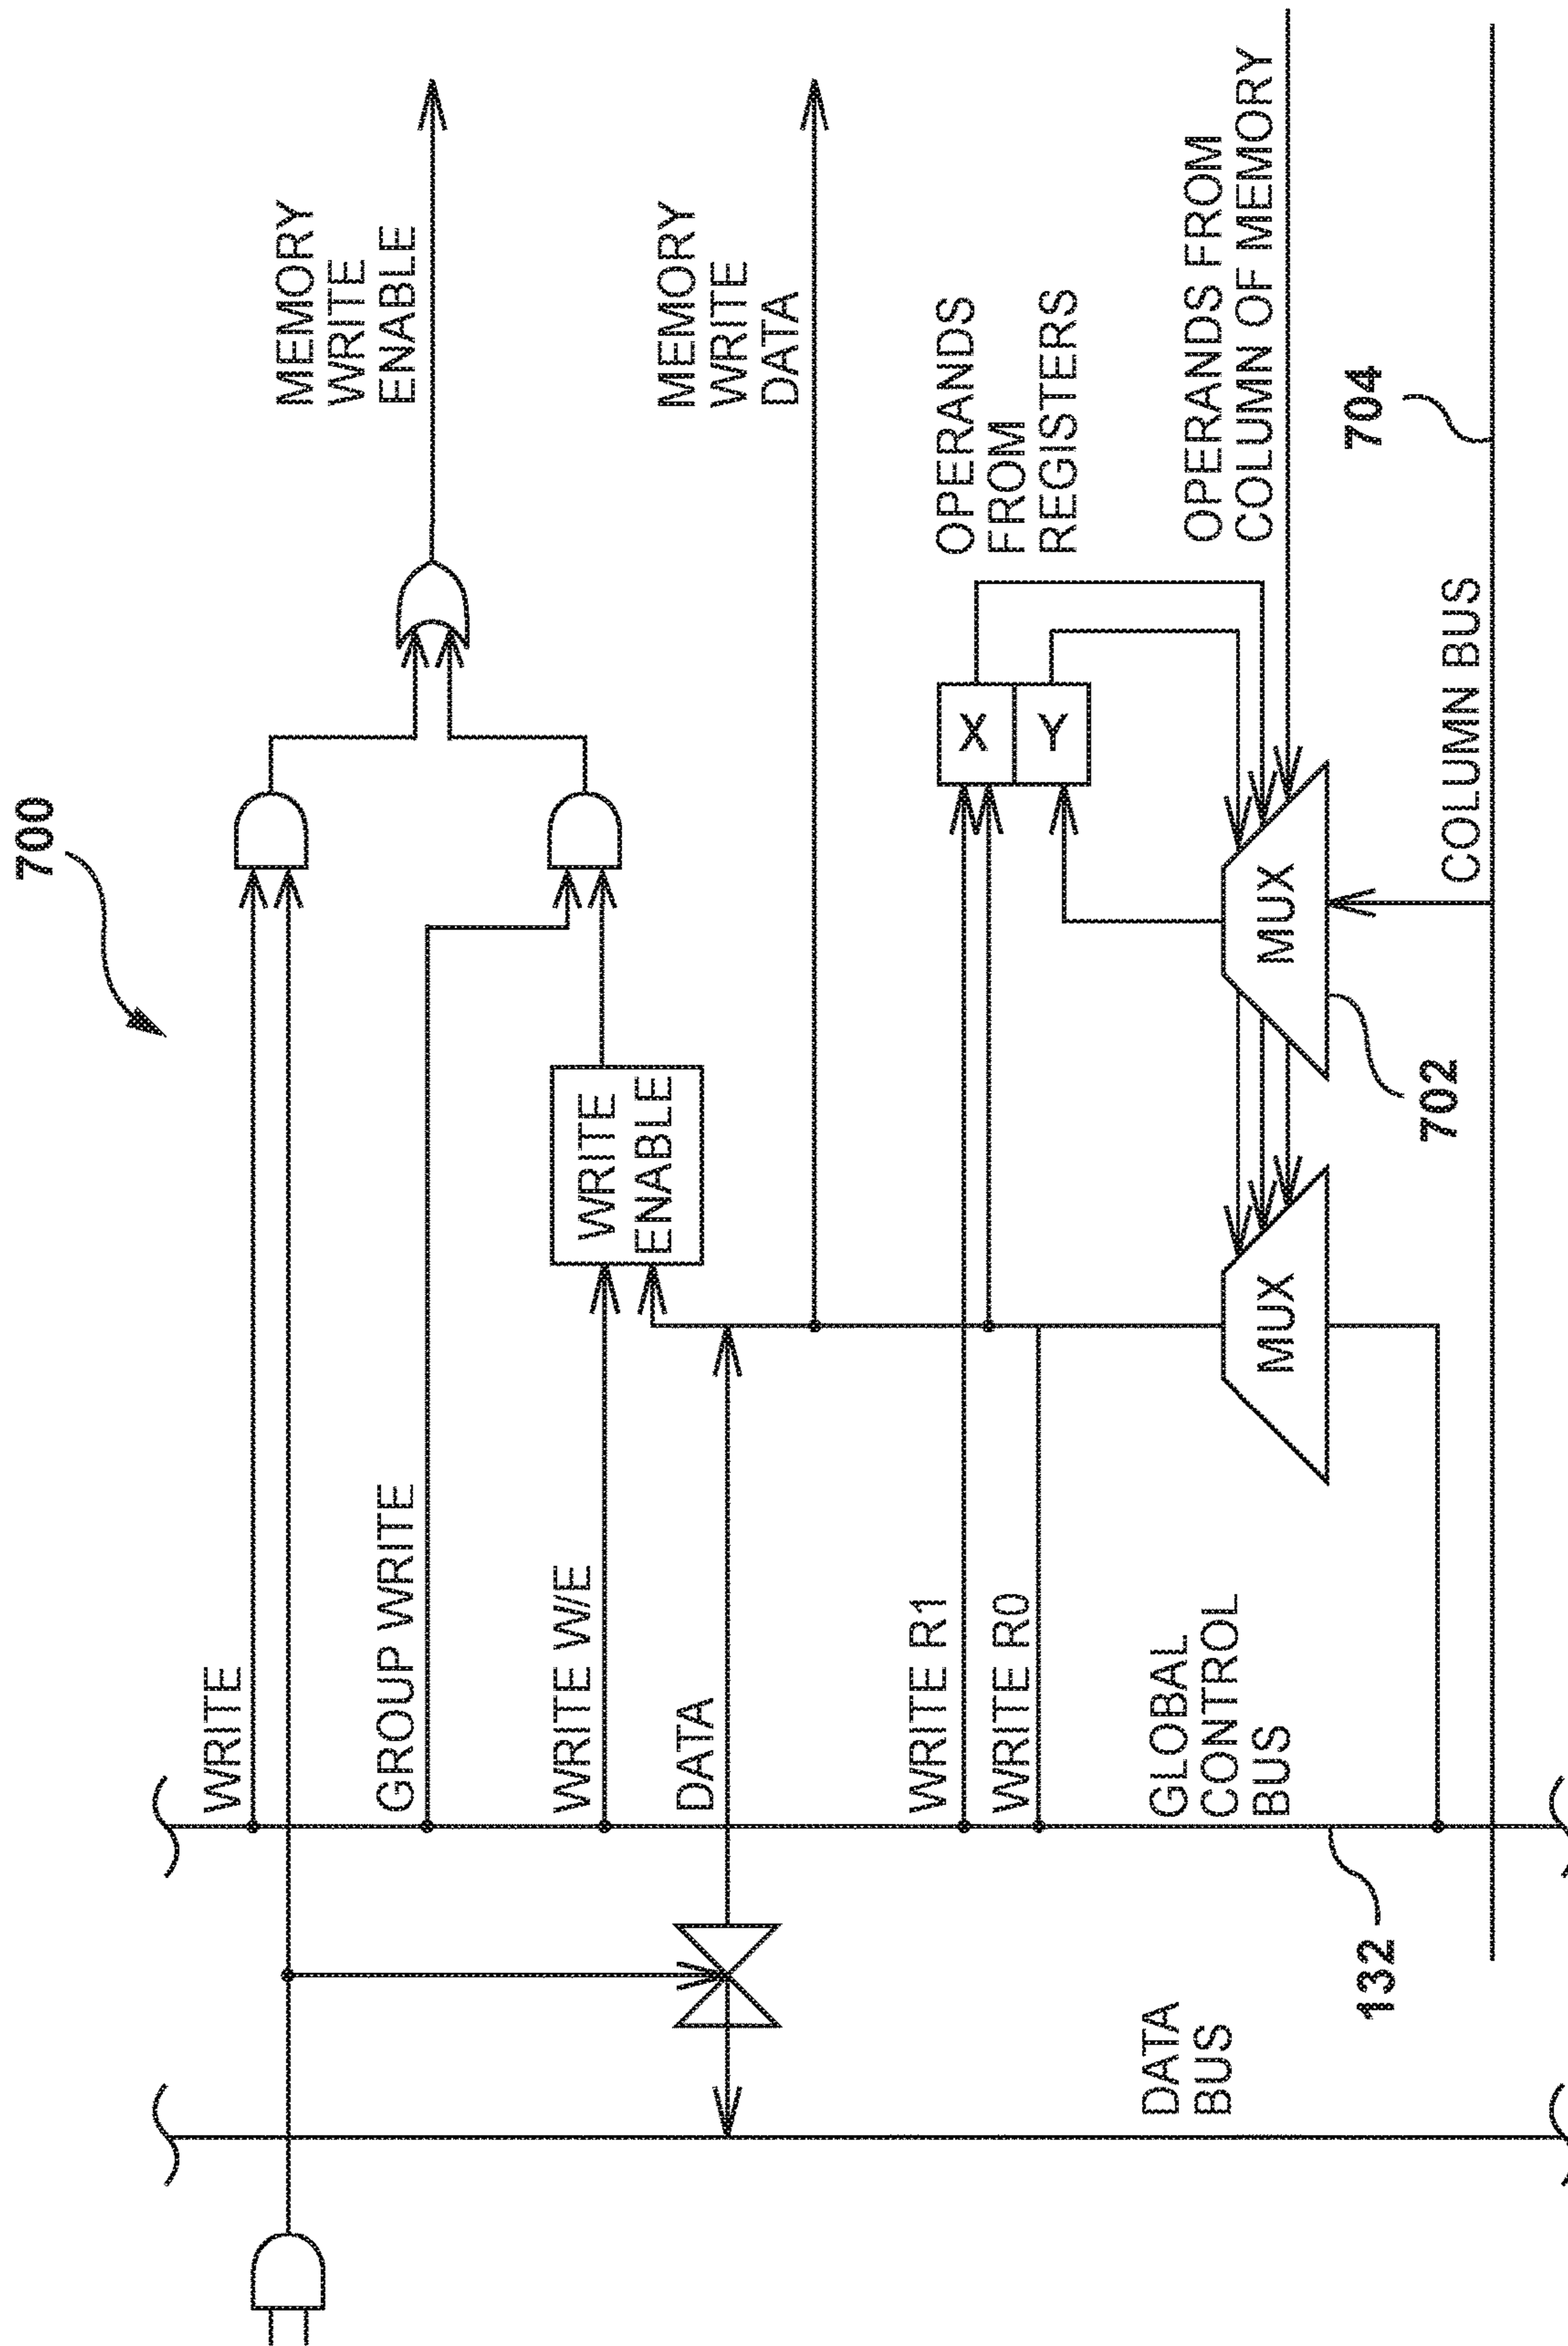 700
MEMORY
WRITE
ENABLE
WRITE
GROUP WRITE
WRITE
ENABLE
WRITE W/E
MEMORY
WRITE
DATA
DATA
OPERANDS
FROM
REGISTERS
X
Y
WRITE R1
WRITE R0
OPERANDS FROM
COLUMN OF MEMORY
MUX
MUX
GLOBAL
CONTROL
BUS
DATA
BUS
704
702
132
COLUMN BUS